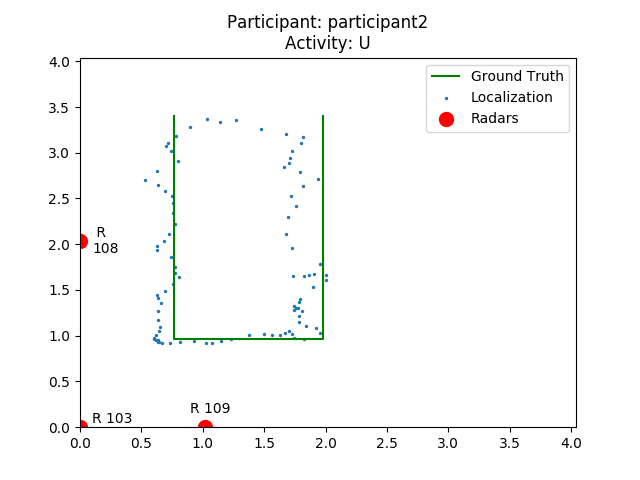 Participant: participant2
Activity: U
Ground Truth
Localization
Radars
4.0
3.5
3.0
2.5
2.0
1.5
1.0
0.5
0.0
R
108
R 103
R 109
0.0 0.5 1.0 1.5 2.0 2.5 3.0 3.5 4.0